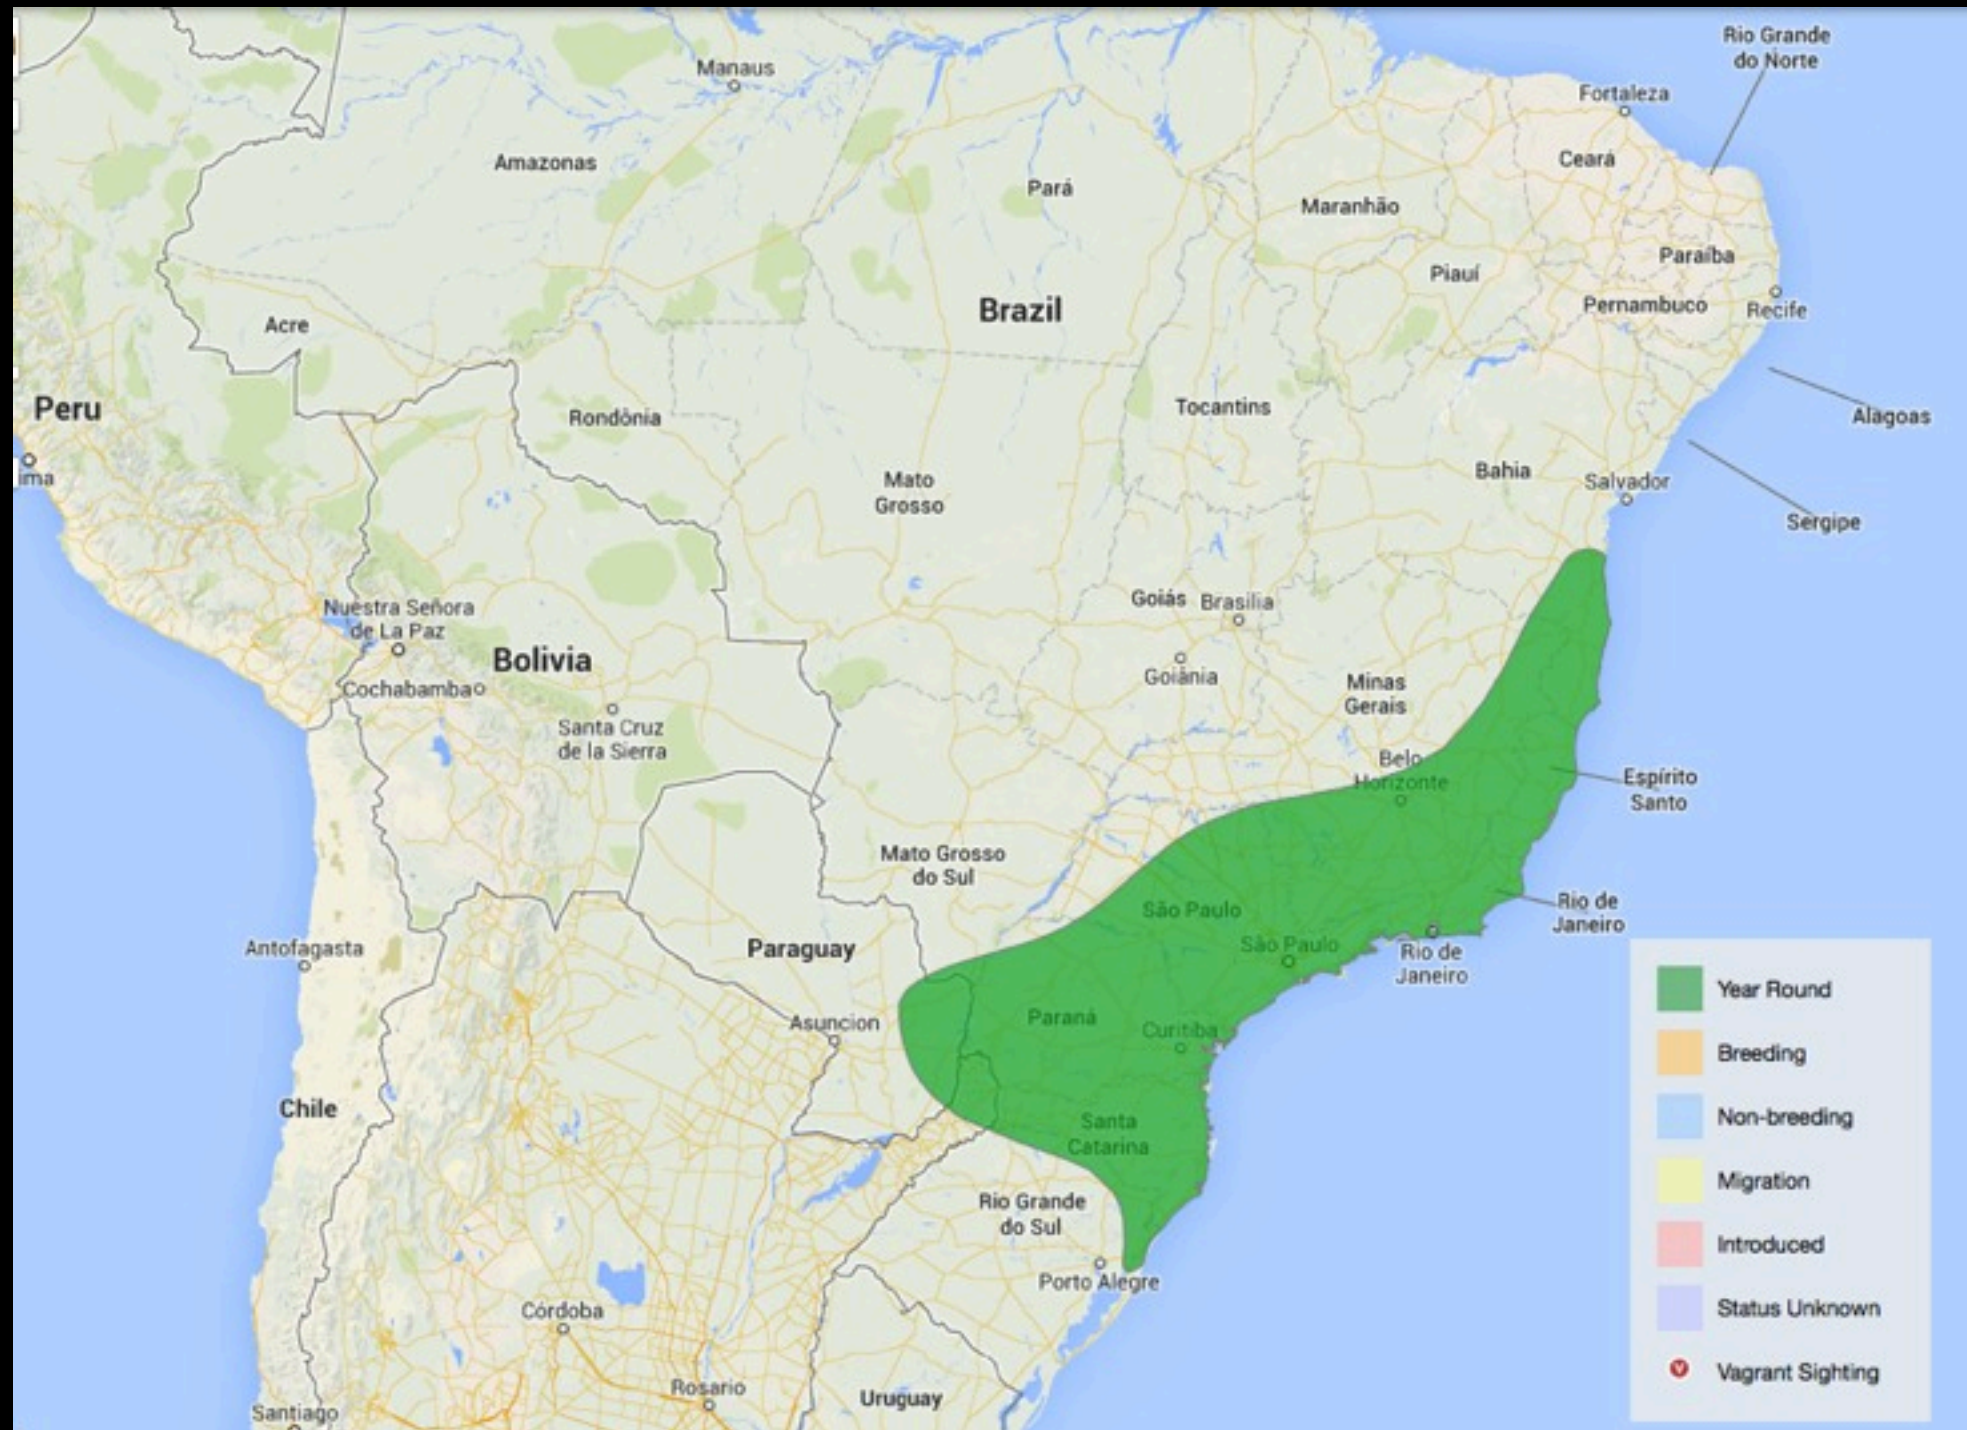 Rio Grande
do Norte
Manaus
Fortaleza
Amazonas
Ceará
Pará
Maranhão
Paraíba
Piauí
Pernambuco
Recife
Brazil
Acre
Peru
Rondônia
Tocantins
Alagoas
ima
Mato
Grosso
Bahia
Salvador
Sergipe
Nuestra Señora
de La Paz
Goiás
Brasilia
Bolivia
Goiânia
Cochabamba
Minas
Gerais
Santa Cruz
de la Sierra
Belo
Horizonte
Espírito
Santo
Mato Grosso
do Sul
São Paulo
São Paulo
Rio de
Janeiro
Rio de
Janeiro
Antofagasta
Paraguay
Asuncion
Paraná
Curitiba
Chile
Santa
Catarina
Rio Grande
do Sul
Porto Alegre
Córdoba
Rosario
Uruguay
Santiago
Year Round
Breeding
Non-breeding
Migration
Introduced
Status Unknown
V
Vagrant Sighting